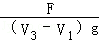 F
(V₃ − V₁) g